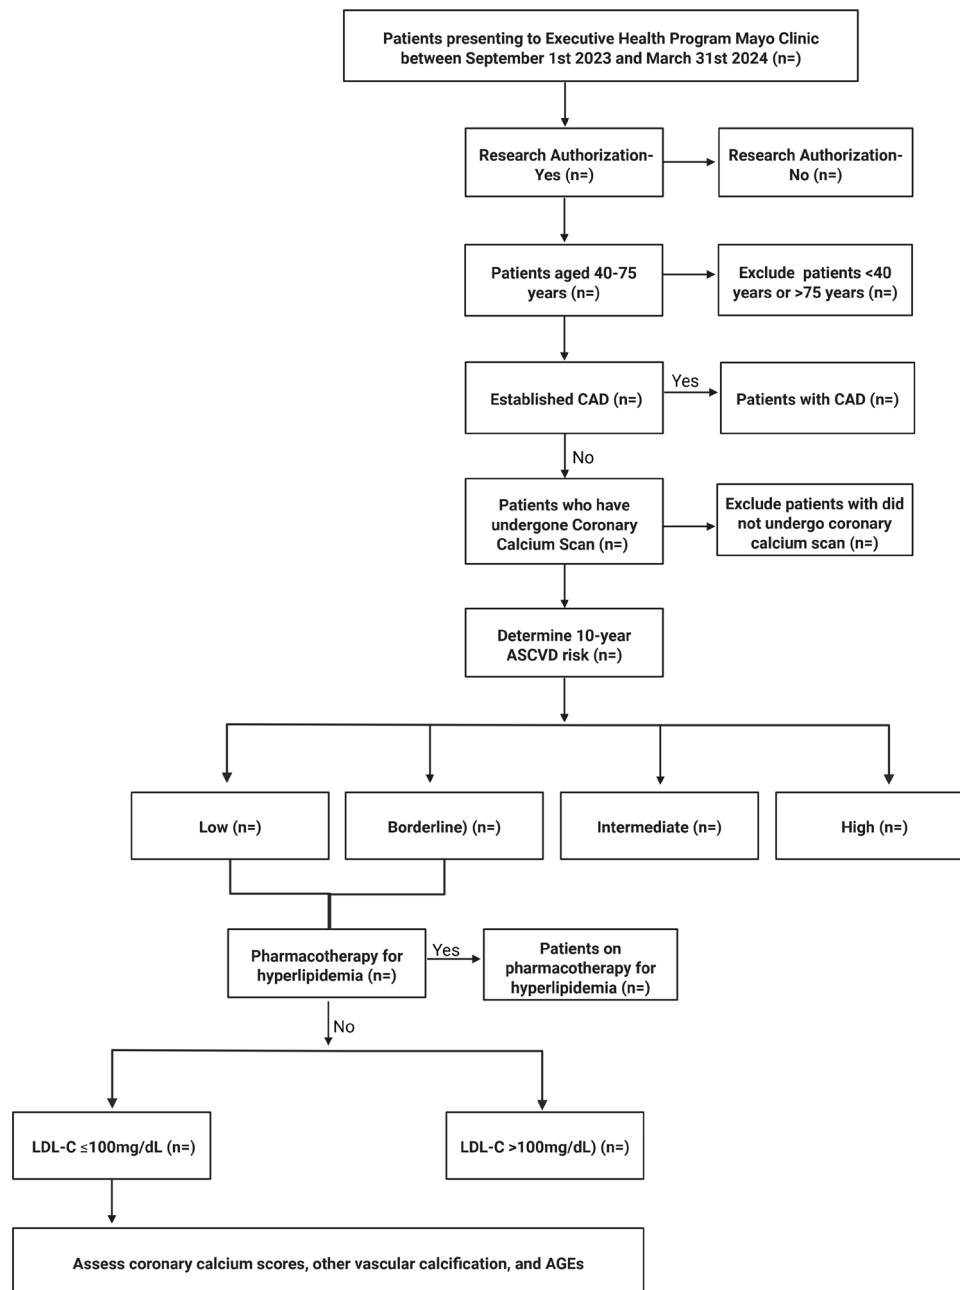 Patients presenting to Executive Health Program Mayo Clinic
between September 1st 2023 and March 31st 2024 (n=)
Research Authorization-
Yes (n=)
Research Authorization-
No (n=)
Patients aged 40-75
years (n=)
Exclude patients <40
years or >75 years (n=)
Established CAD (n=)
Yes
Patients with CAD (n=)
No
Patients who have
undergone Coronary
Calcium Scan (n=)
Exclude patients with did
not undergo coronary
calcium scan (n=)
Determine 10-year
ASCVD risk (n=)
Low (n=)
Borderline) (n=)
Intermediate (n=)
High (n=)
Pharmacotherapy for
hyperlipidemia (n=)
Yes
Patients on
pharmacotherapy for
hyperlipidemia (n=)
No
LDL-C ≤100mg/dL (n=)
LDL-C >100mg/dL) (n=)
Assess coronary calcium scores, other vascular calcification, and AGEs